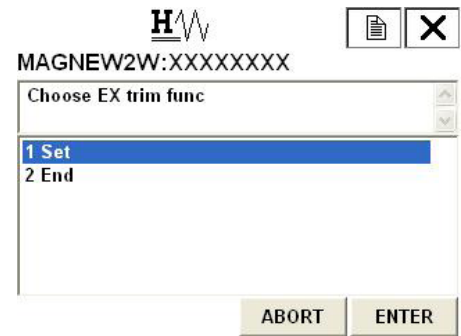 H
MAGNEW2W:XXXXXXXX
Choose EX trim func
1 Set
2 End
ABORT ENTER